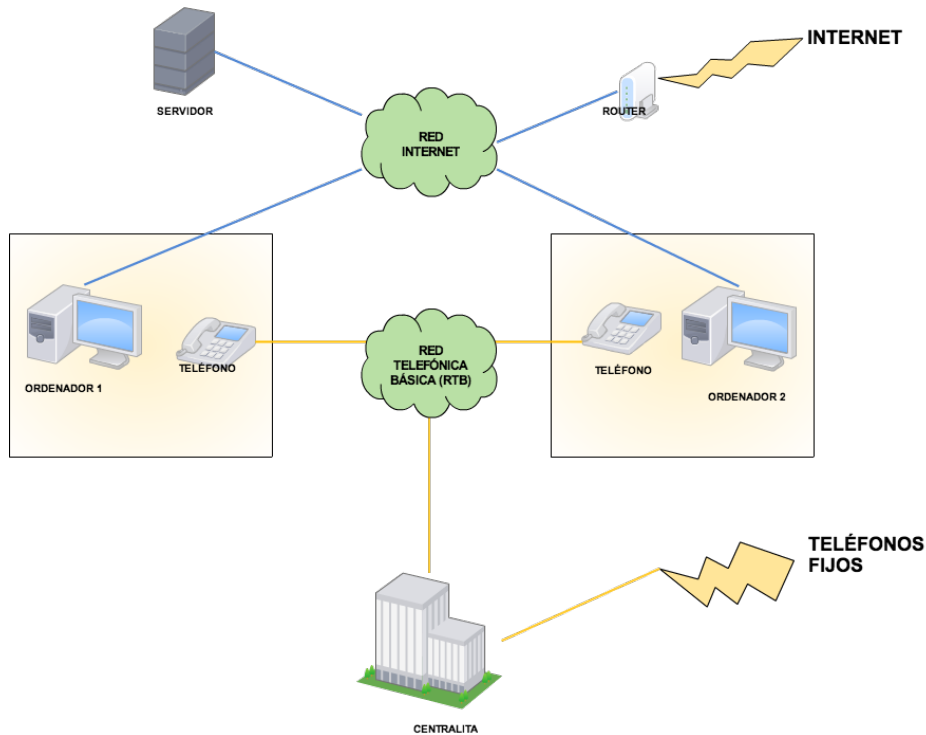 INTERNET
SERVIDOR
ROUTER
RED
INTERNET
TELÉFONO
ORDENADOR 1
RED
TELEFÓNICA
BÁSICA (RTB)
TELÉFONO
ORDENADOR 2
TELÉFONOS
FIJOS
CENTRALITA